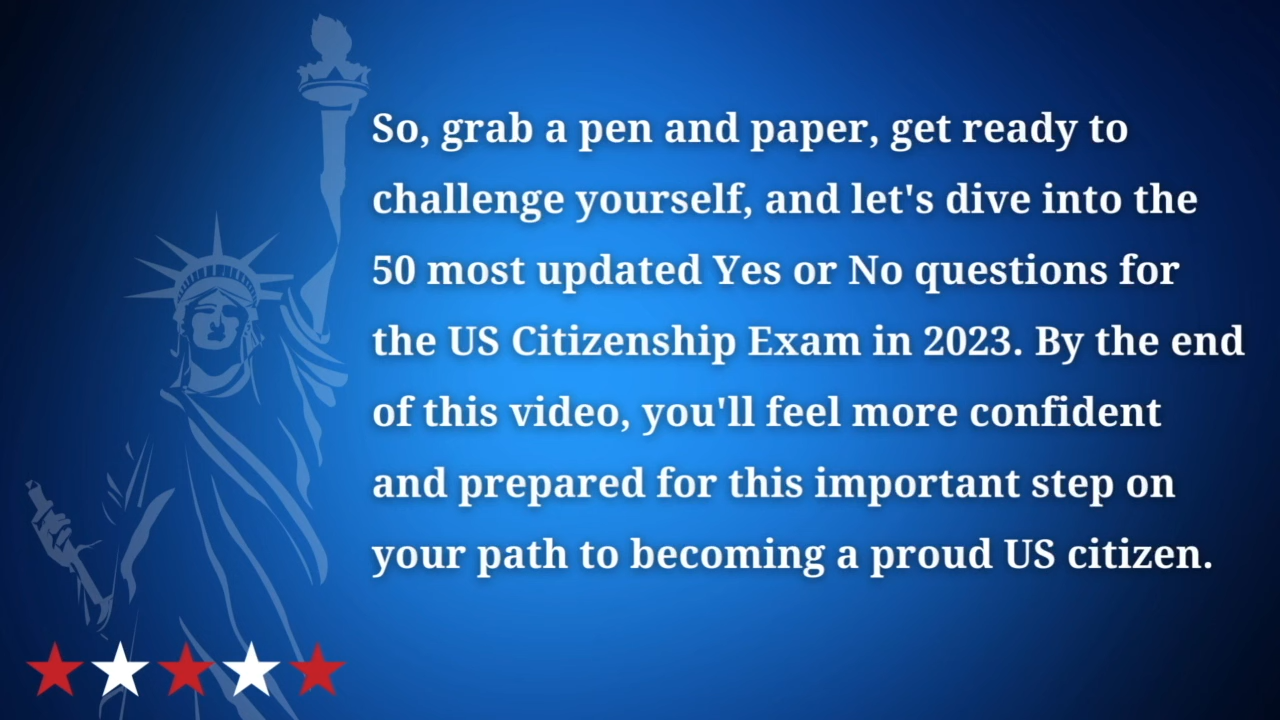 So, grab a pen and paper, get ready to
challenge yourself, and let's dive into the
50 most updated Yes or No questions for
the US Citizenship Exam in 2023. By the end
of this video, you'll feel more confident
and prepared for this important step on
your path to becoming a proud US citizen.